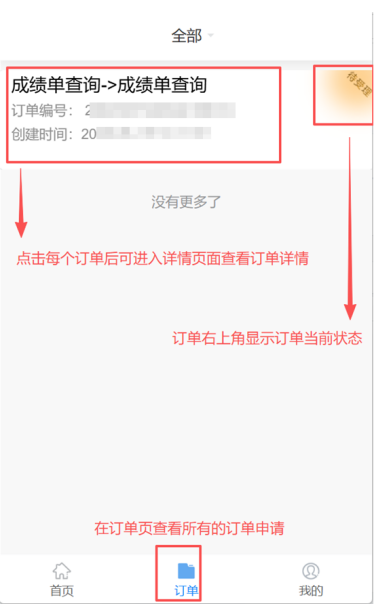 全部
成绩单查询->成绩单查询
待受理
订单编号： 2
创建时间： 20
没有更多了
点击每个订单后可进入详情页面查看订单详情
订单右上角显示订单当前状态
在订单页查看所有的订单申请
首页
订单
我的